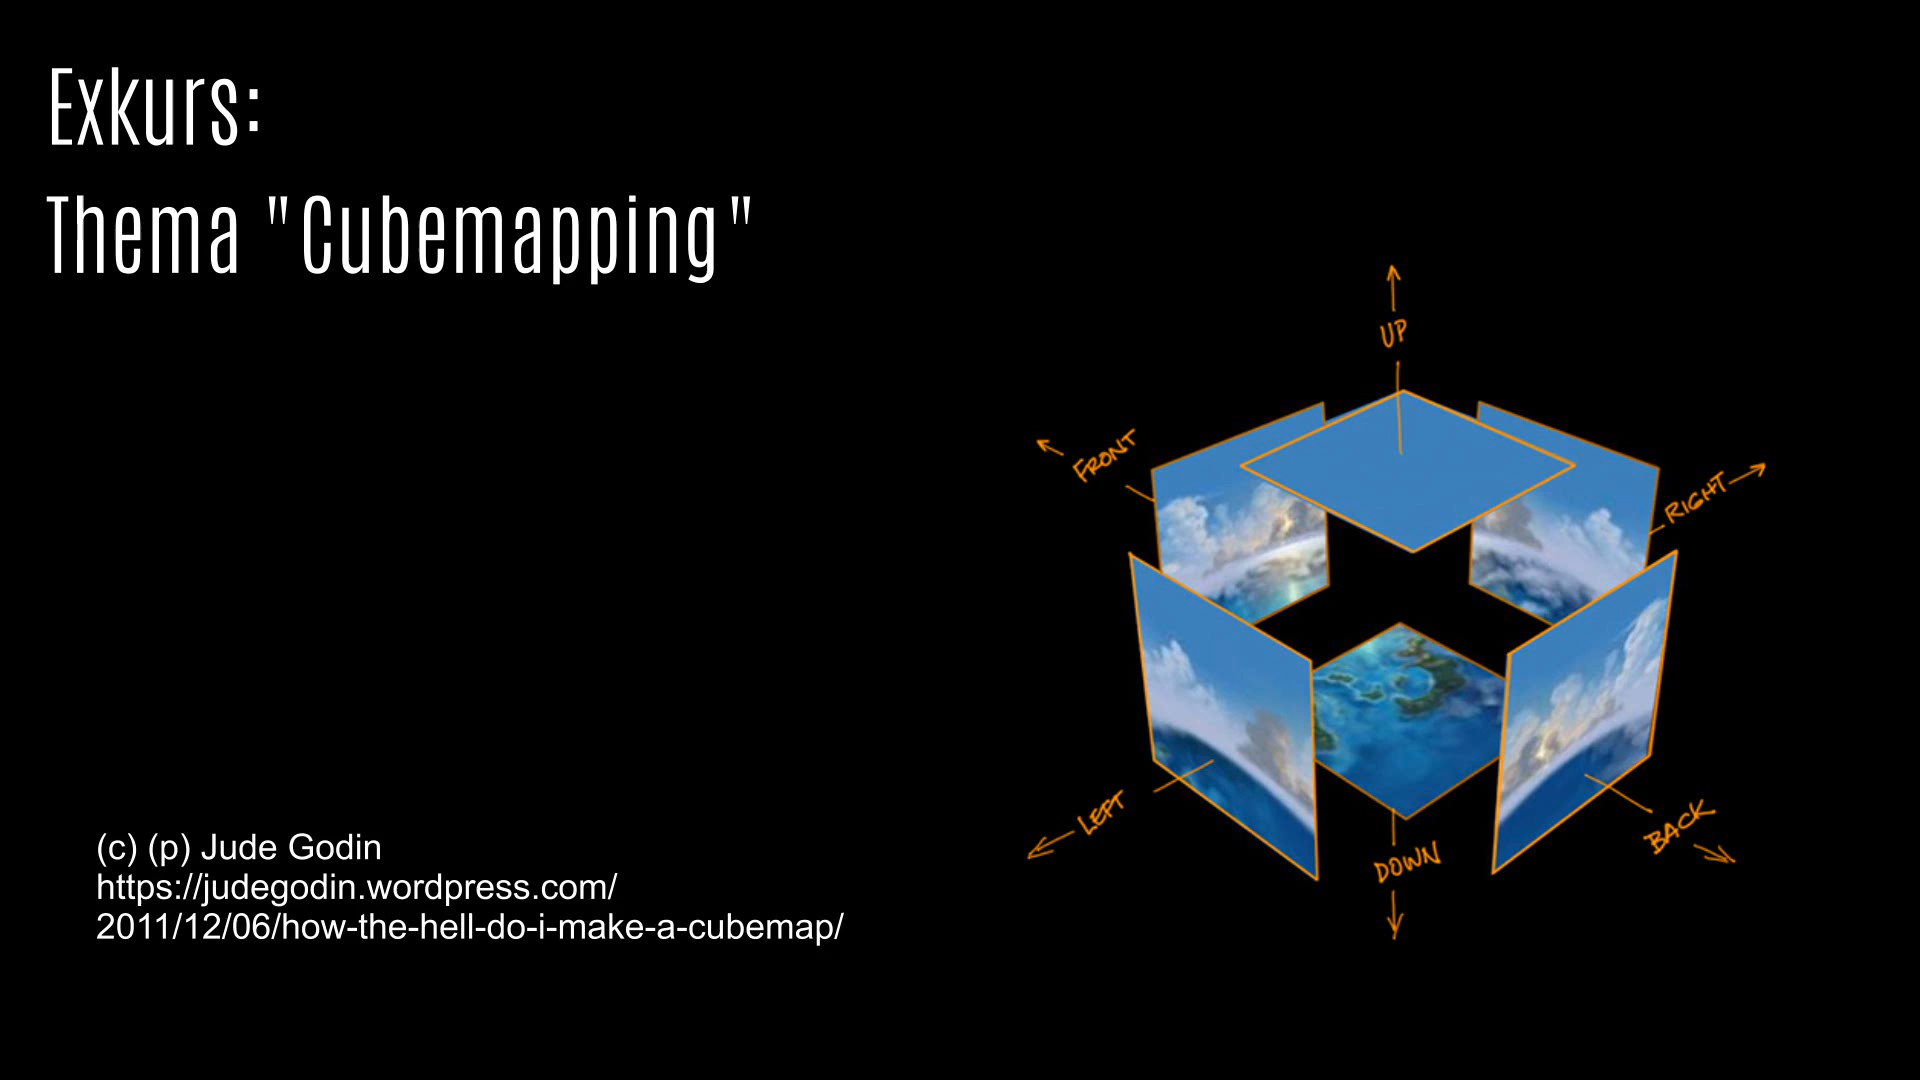 Exkurs:
Thema "Cubemapping"
UP
FRONT
RIGHT
LEFT
DOWN
BACK
(c) (p) Jude Godin
https://judegodin.wordpress.com/
2011/12/06/how-the-hell-do-i-make-a-cubemap/